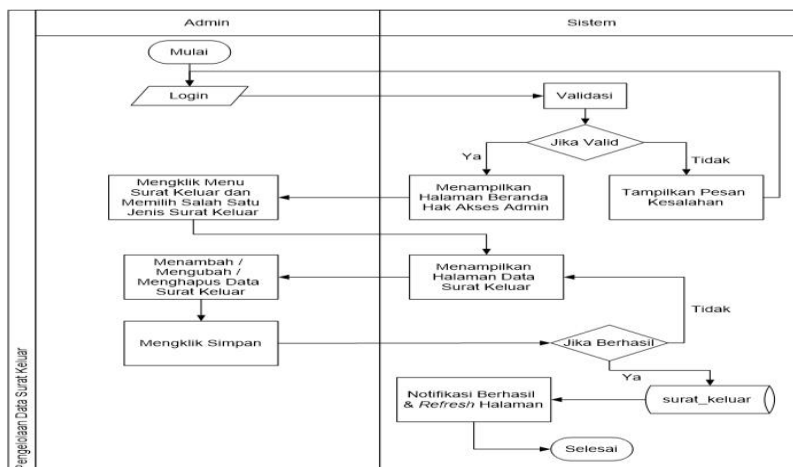 Admin
Sistem
Mulai
Login
Validasi
Jika Valid
Ya
Tidak
Mengklik Menu
Surat Keluar dan
Memilih Salah Satu
Jenis Surat Keluar
Menampilkan
Halaman Beranda
Hak Akses Admin
Tampilkan Pesan
Kesalahan
Menambah /
Mengubah /
Menghapus Data
Surat Keluar
Menampilkan
Halaman Data
Surat Keluar
Tidak
Mengklik Simpan
Jika Berhasil
Ya
Notifikasi Berhasil
& Refresh Halaman
surat_keluar
Selesai
Pengelolaan Data Surat Keluar